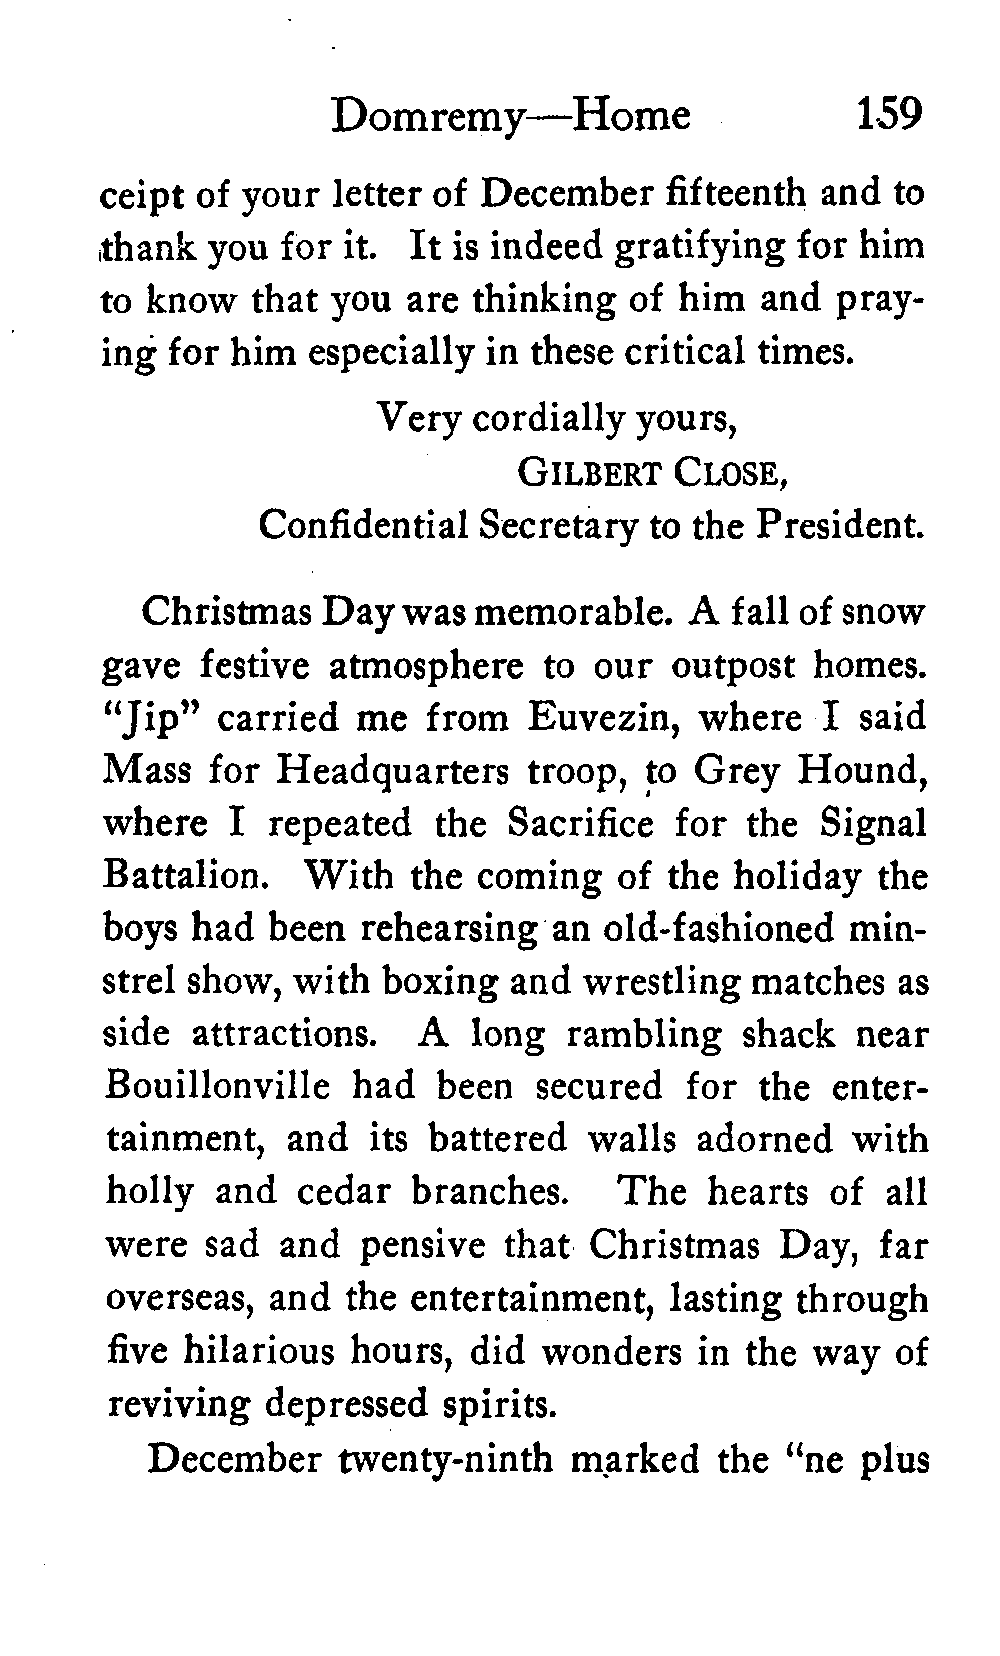 Domremy—Home 159
ceipt of your letter of December fifteenth and to
thank you for it. It is indeed gratifying for him
to know that you are thinking of him and pray-
ing for him especially in these critical times.
Very cordially yours,
GILBERT CLOSE,
Confidential Secretary to the President.
Christmas Day was memorable. A fall of snow
gave festive atmosphere to our outpost homes.
"Jip" carried me from Euvezin, where I said
Mass for Headquarters troop, to Grey Hound,
where I repeated the Sacrifice for the Signal
Battalion. With the coming of the holiday the
boys had been rehearsing an old-fashioned min-
strel show, with boxing and wrestling matches as
side attractions. A long rambling shack near
Bouillonville had been secured for the enter-
tainment, and its battered walls adorned with
holly and cedar branches. The hearts of all
were sad and pensive that Christmas Day, far
overseas, and the entertainment, lasting through
five hilarious hours, did wonders in the way of
reviving depressed spirits.
December twenty-ninth marked the "ne plus